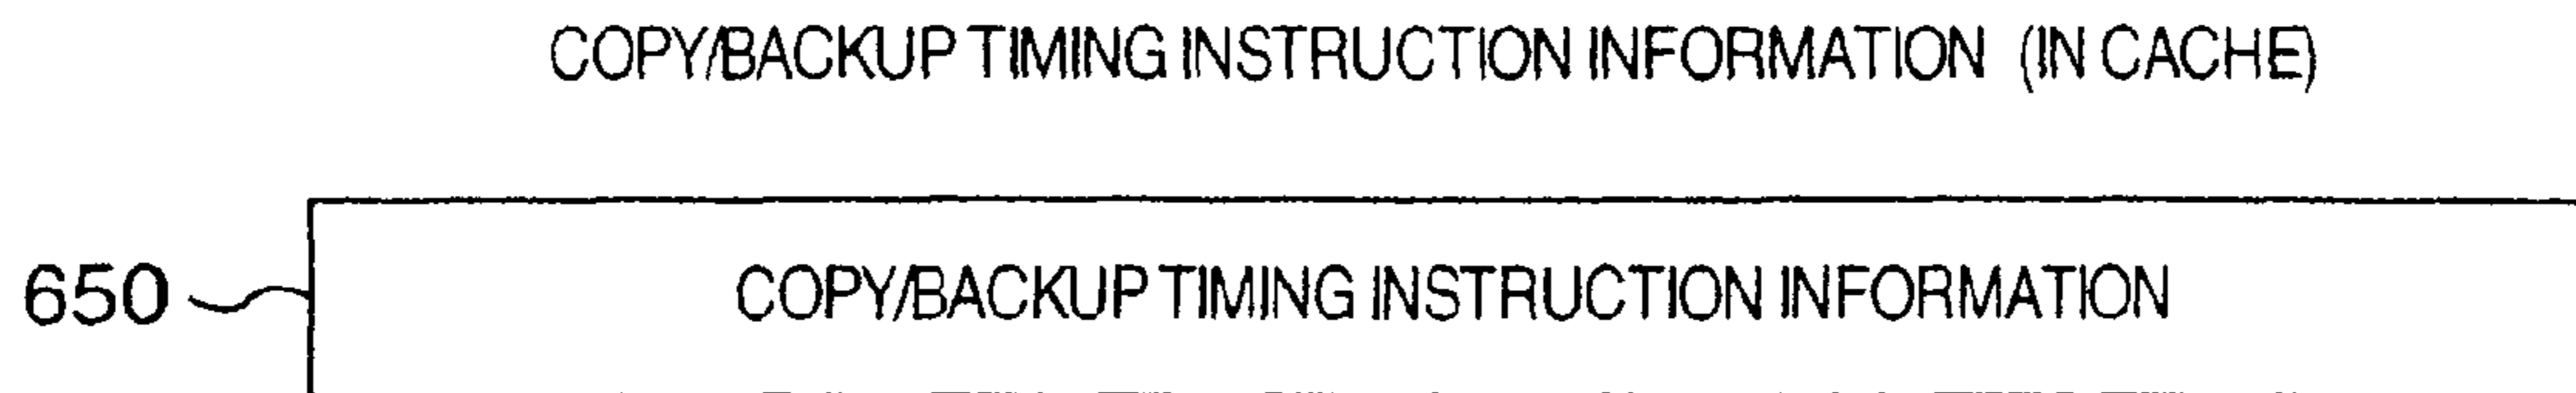 COPY/BACKUP TIMING INSTRUCTION INFORMATION (IN CACHE)
650
COPY/BACKUP TIMING INSTRUCTION INFORMATION